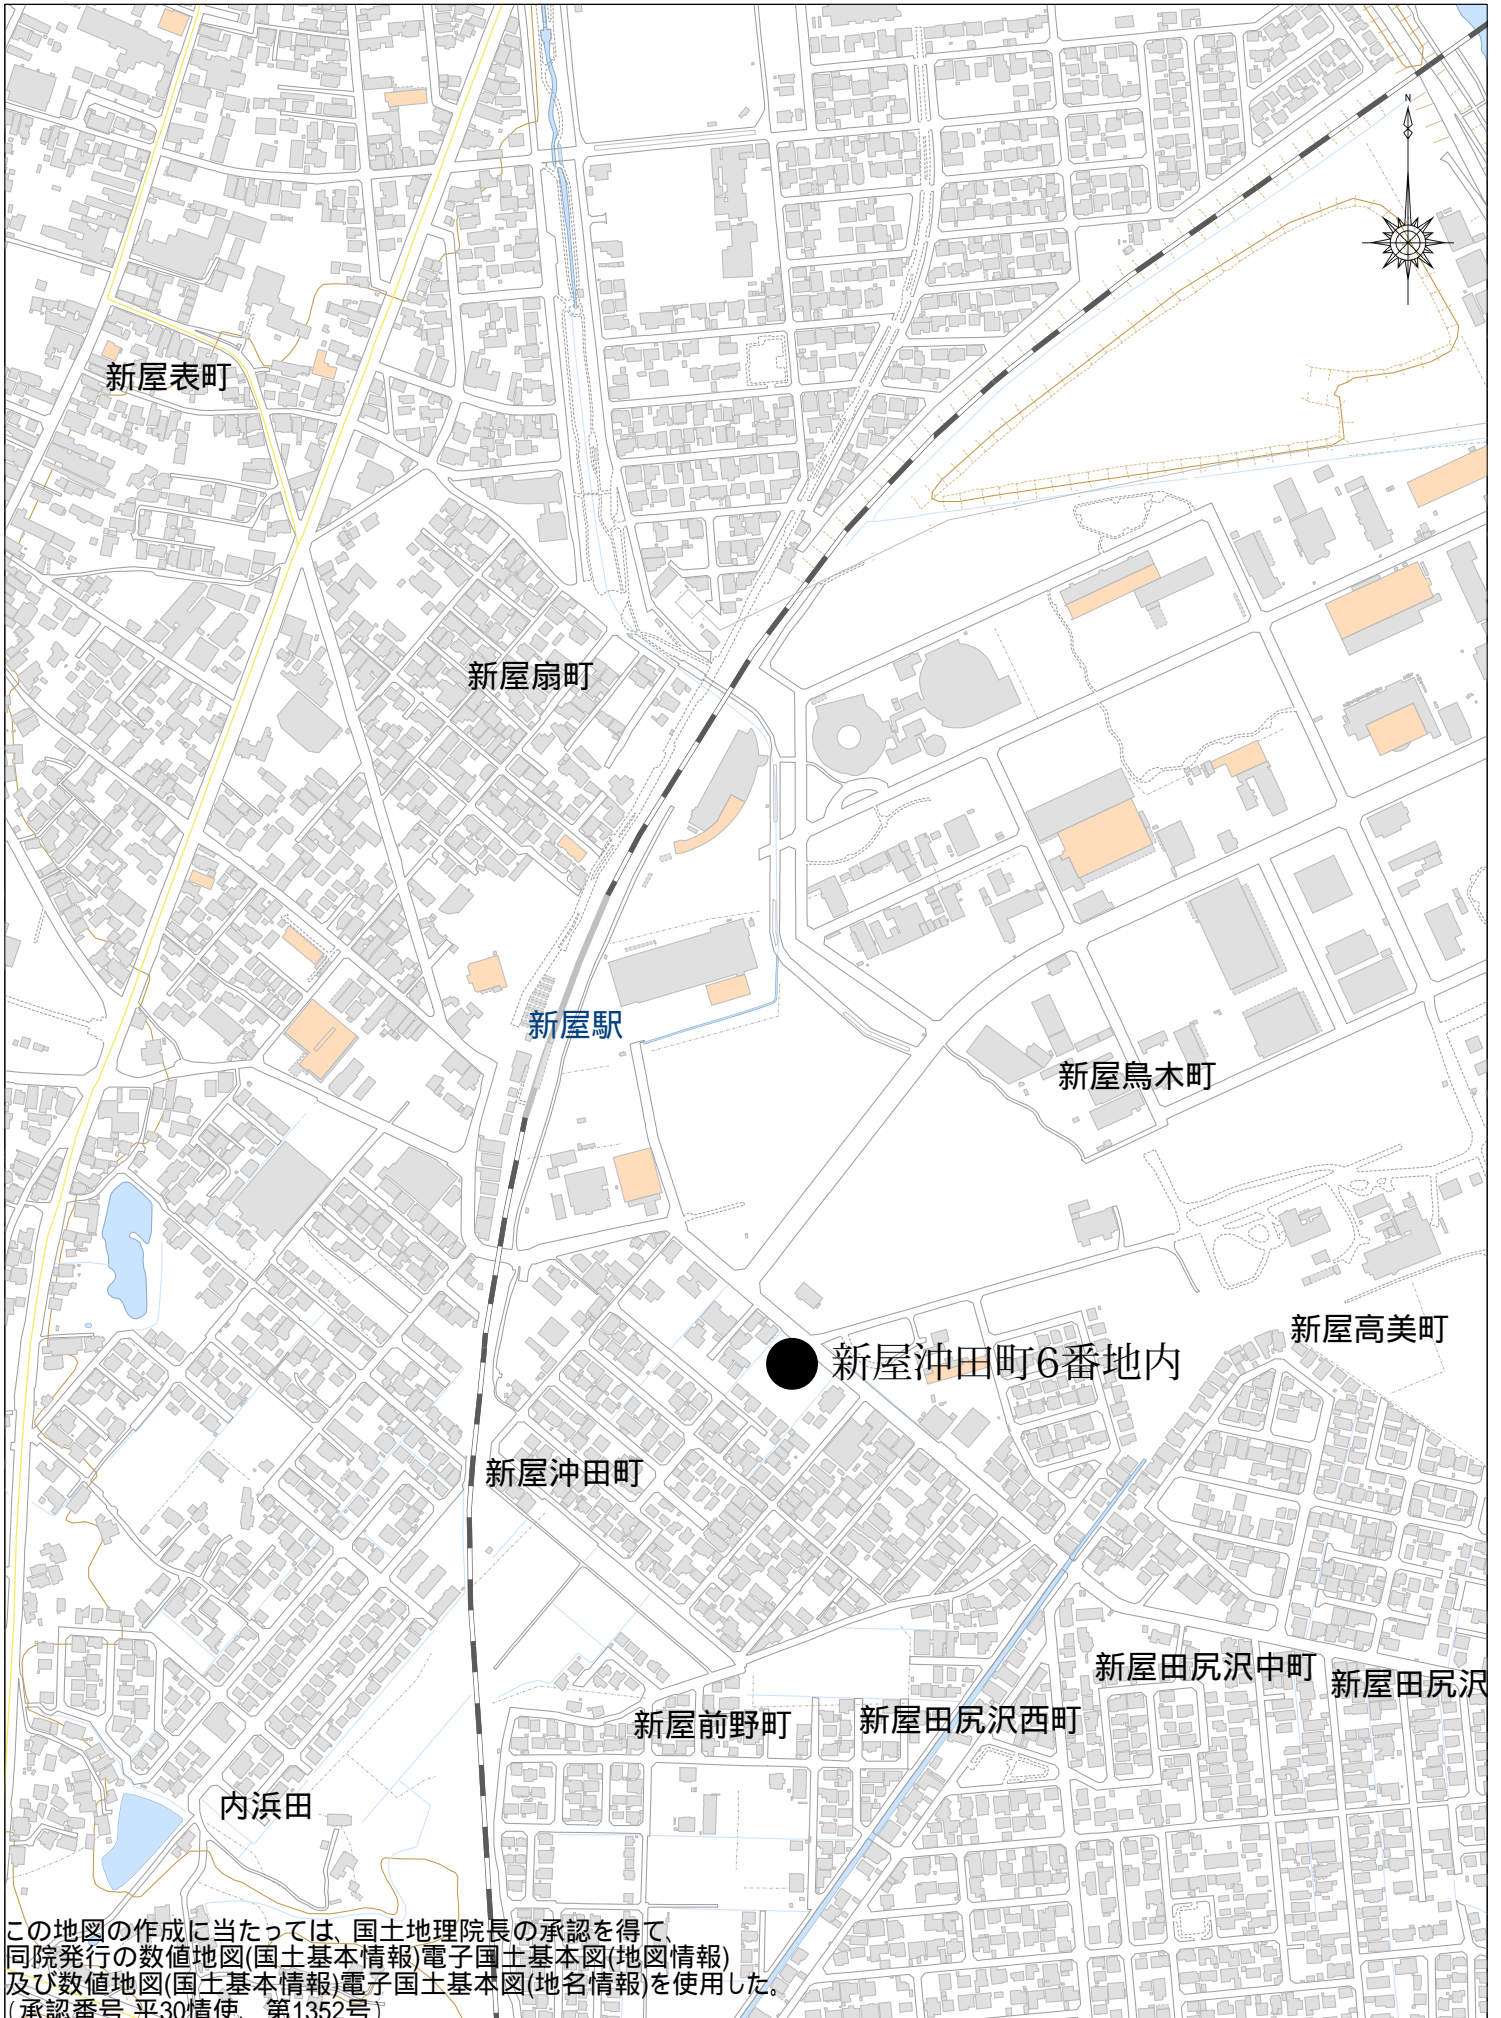 N
新屋表町
新屋扇町
新屋駅
新屋鳥木町
新屋高美町
新屋沖田町6番地内
新屋沖田町
新屋田尻沢中町
新屋田尻沢
新屋前野町
新屋田尻沢西町
内浜田
この地図の作成に当たっては、国土地理院長の承認を得て、
同院発行の数値地図(国土基本情報)電子国土基本図(地図情報)
及び数値地図(国土基本情報)電子国土基本図(地名情報)を使用した。
(承認番号 平30情使、 第1352号)